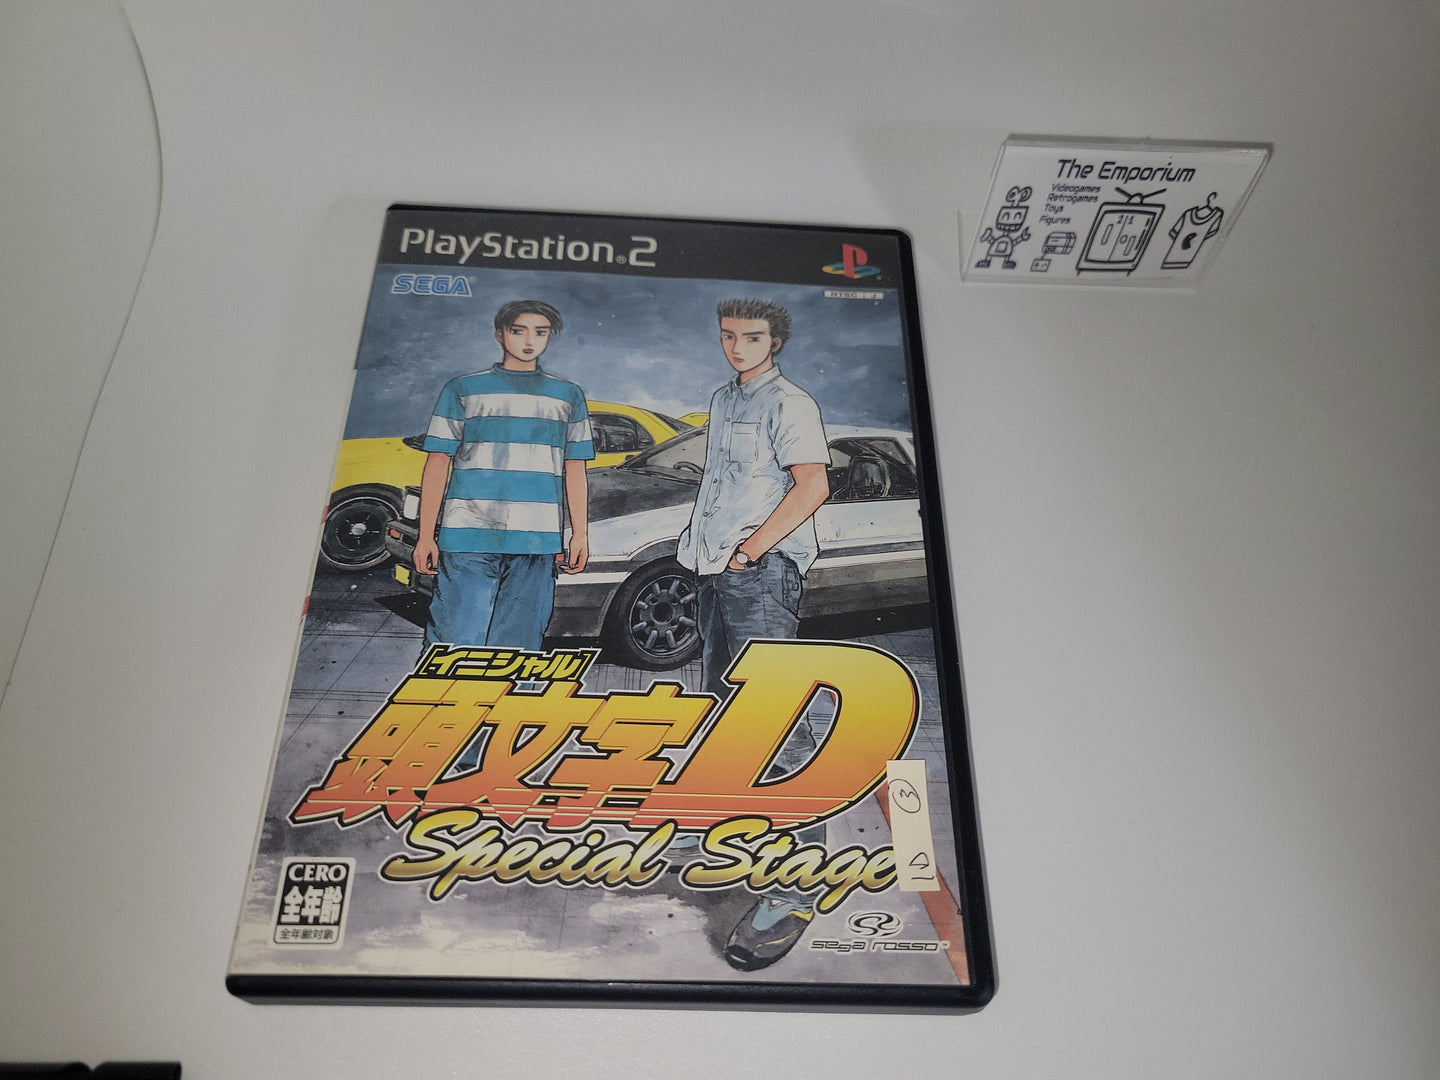 The Emporium
Videogames
Retrogames
Toys
Figures
PlayStation®2
SEGA®
NTSC J
[イニシャル]
頭文字D
Special Stage
3
CERO
全年齢
全年齢対象
sega rosso